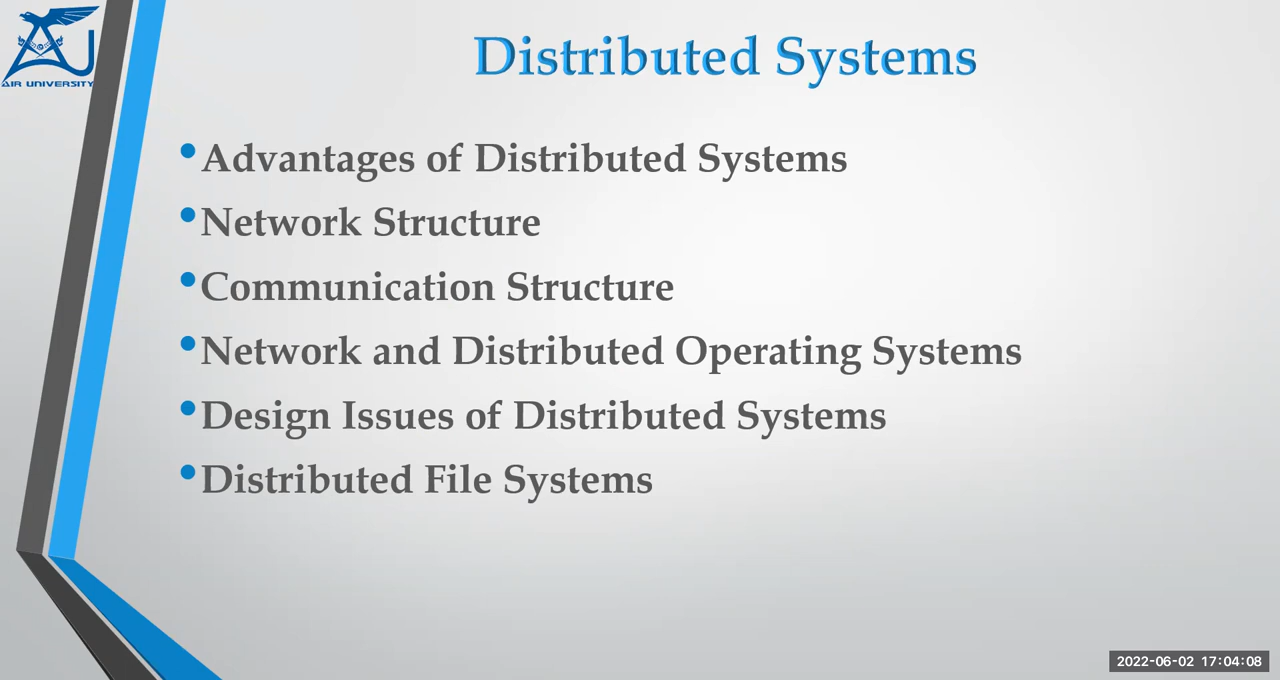 AIR UNIVERSITY
Distributed Systems
•Advantages of Distributed Systems
•Network Structure
•Communication Structure
•Network and Distributed Operating Systems
•Design Issues of Distributed Systems
•Distributed File Systems
2022-06-02 17:04:08